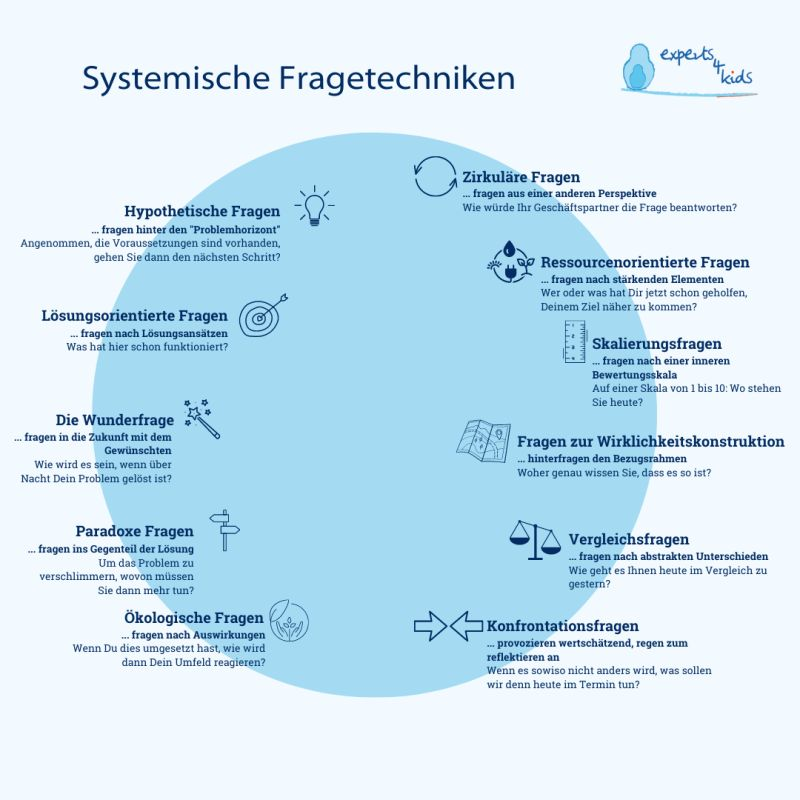 Systemische Fragetechniken
experts
4
kids
Hypothetische Fragen
... fragen hinter den "Problemhorizont"
Angenommen, die Voraussetzungen sind vorhanden,
gehen Sie dann den nächsten Schritt?
Lösungsorientierte Fragen
... fragen nach Lösungsansätzen
Was hat hier schon funktioniert?
Die Wunderfrage
... fragen in die Zukunft mit dem
Gewünschten
Wie wird es sein, wenn über
Nacht Dein Problem gelöst ist?
Paradoxe Fragen
... fragen ins Gegenteil der Lösung
Um das Problem zu
verschlimmern, wovon müssen
Sie dann mehr tun?
Ökologische Fragen
... fragen nach Auswirkungen
Wenn Du dies umgesetzt hast, wie wird
dann Dein Umfeld reagieren?
Zirkuläre Fragen
... fragen aus einer anderen Perspektive
Wie würde Ihr Geschäftspartner die Frage beantworten?
Ressourcenorientierte Fragen
... fragen nach stärkenden Elementen
Wer oder was hat Dir jetzt schon geholfen,
Deinem Ziel näher zu kommen?
1
2
3
4
Skalierungsfragen
... fragen nach einer inneren
Bewertungsskala
Auf einer Skala von 1 bis 10: Wo stehen
Sie heute?
Fragen zur Wirklichkeitskonstruktion
... hinterfragen den Bezugsrahmen
Woher genau wissen Sie, dass es so ist?
Vergleichsfragen
... fragen nach abstrakten Unterschieden
Wie geht es Ihnen heute im Vergleich zu
gestern?
Konfrontationsfragen
... provozieren wertschätzend, regen zum
reflektieren an
Wenn es sowiso nicht anders wird, was sollen
wir denn heute im Termin tun?